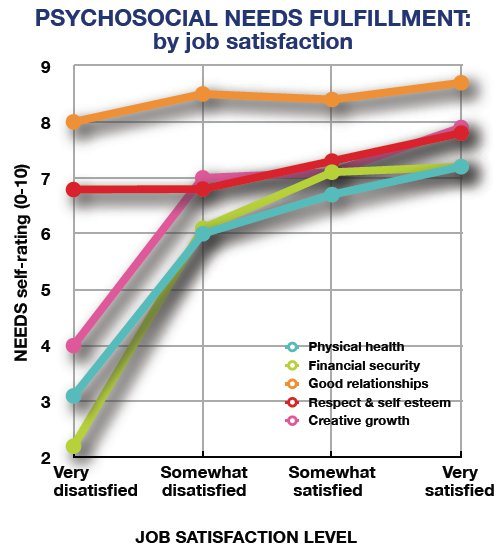 PSYCHOSOCIAL NEEDS FULFILLMENT:
by job satisfaction
9
8
7
6
5
4
3
2
NEEDS self-rating (0-10)
Physical health
Financial security
Good relationships
Respect & self esteem
Creative growth
Very
disatisfied
Somewhat
disatisfied
Somewhat
satisfied
Very
satisfied
JOB SATISFACTION LEVEL